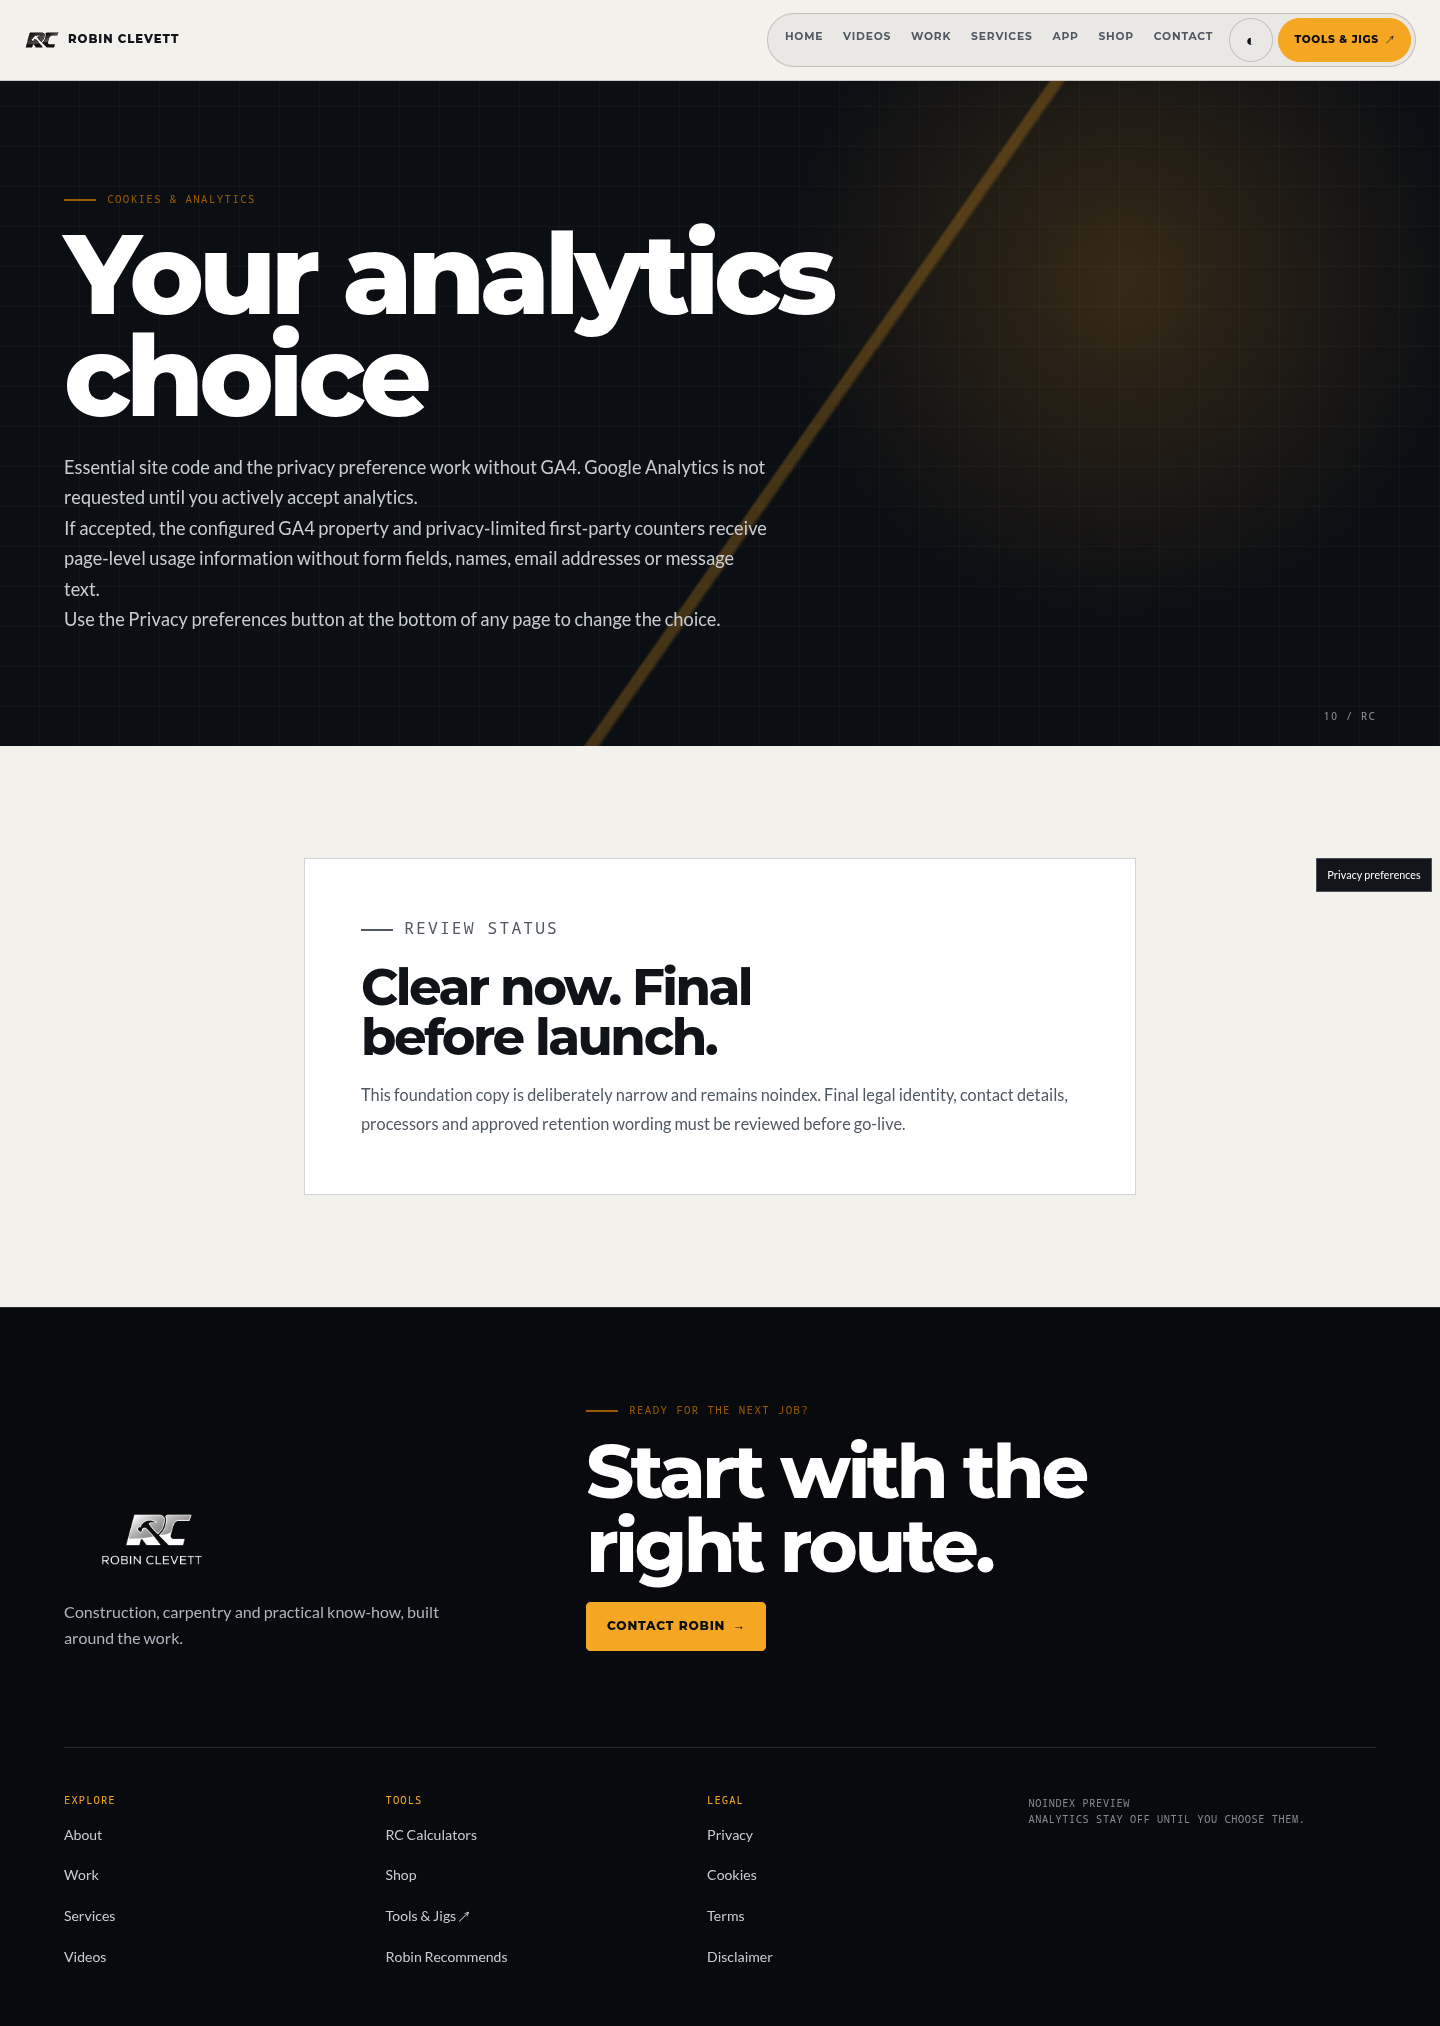 RC ROBIN CLEVETT
HOME VIDEOS WORK SERVICES APP SHOP CONTACT TOOLS & JIGS ↗
COOKIES & ANALYTICS
Your analytics
choice
Essential site code and the privacy preference work without GA4. Google Analytics is not
requested until you actively accept analytics.
If accepted, the configured GA4 property and privacy-limited first-party counters receive
page-level usage information without form fields, names, email addresses or message
text.
Use the Privacy preferences button at the bottom of any page to change the choice.
10 / RC
Privacy preferences
REVIEW STATUS
Clear now. Final
before launch.
This foundation copy is deliberately narrow and remains noindex. Final legal identity, contact details,
processors and approved retention wording must be reviewed before go-live.
RC
ROBIN CLEVETT
Construction, carpentry and practical know-how, built
around the work.
READY FOR THE NEXT JOB?
Start with the
right route.
CONTACT ROBIN →
EXPLORE
About
Work
Services
Videos
TOOLS
RC Calculators
Shop
Tools & Jigs ↗
Robin Recommends
LEGAL
Privacy
Cookies
Terms
Disclaimer
NOINDEX PREVIEW
ANALYTICS STAY OFF UNTIL YOU CHOOSE THEM.